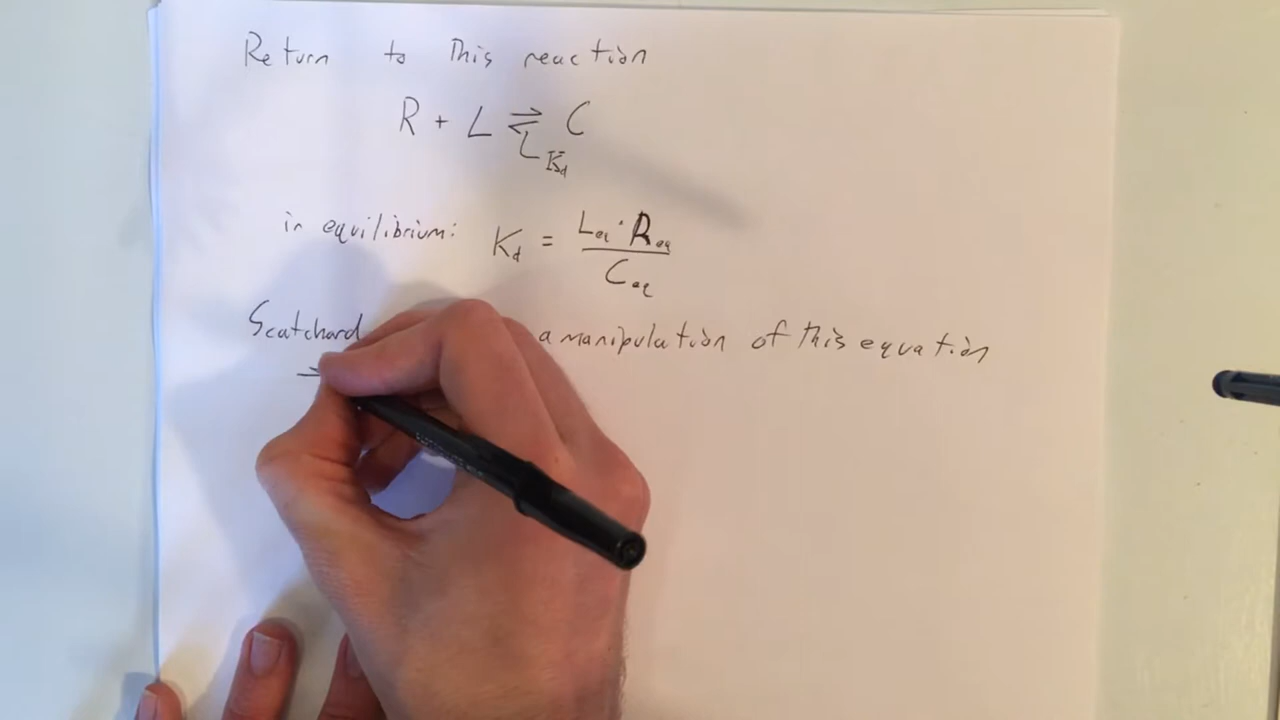 Return to this reaction
R + L ⇌ C
Kd
in equilibrium: Kd = Leq · Req / Ceq
Scatchard a manipulation of this equation